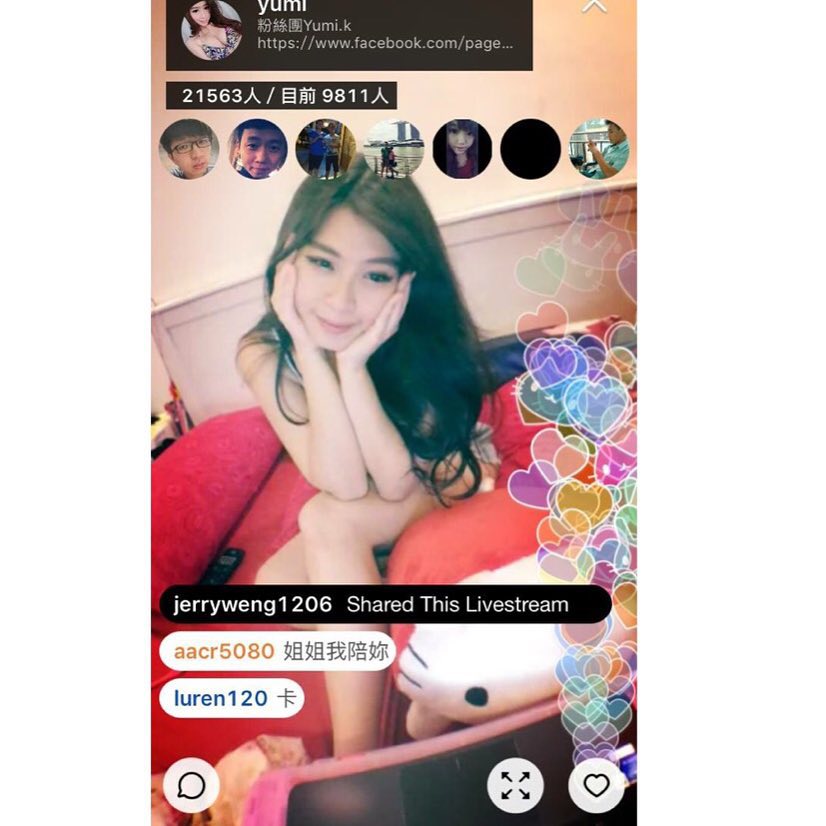 yumi
粉絲團Yumi.k
https://www.facebook.com/page...
21563人 / 目前 9811人
jerryweng1206 Shared This Livestream
aacr5080 姐姐我陪妳
luren120 卡